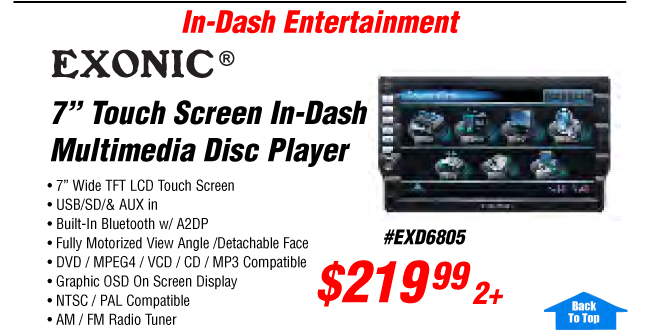 In-Dash Entertainment
EXONIC®
7” Touch Screen In-Dash
Multimedia Disc Player
• 7” Wide TFT LCD Touch Screen
• USB/SD/& AUX in
• Built-In Bluetooth w/ A2DP
• Fully Motorized View Angle /Detachable Face
• DVD / MPEG4 / VCD / CD / MP3 Compatible
• Graphic OSD On Screen Display
• NTSC / PAL Compatible
• AM / FM Radio Tuner
#EXD6805
$219 99 2+
Back
To Top